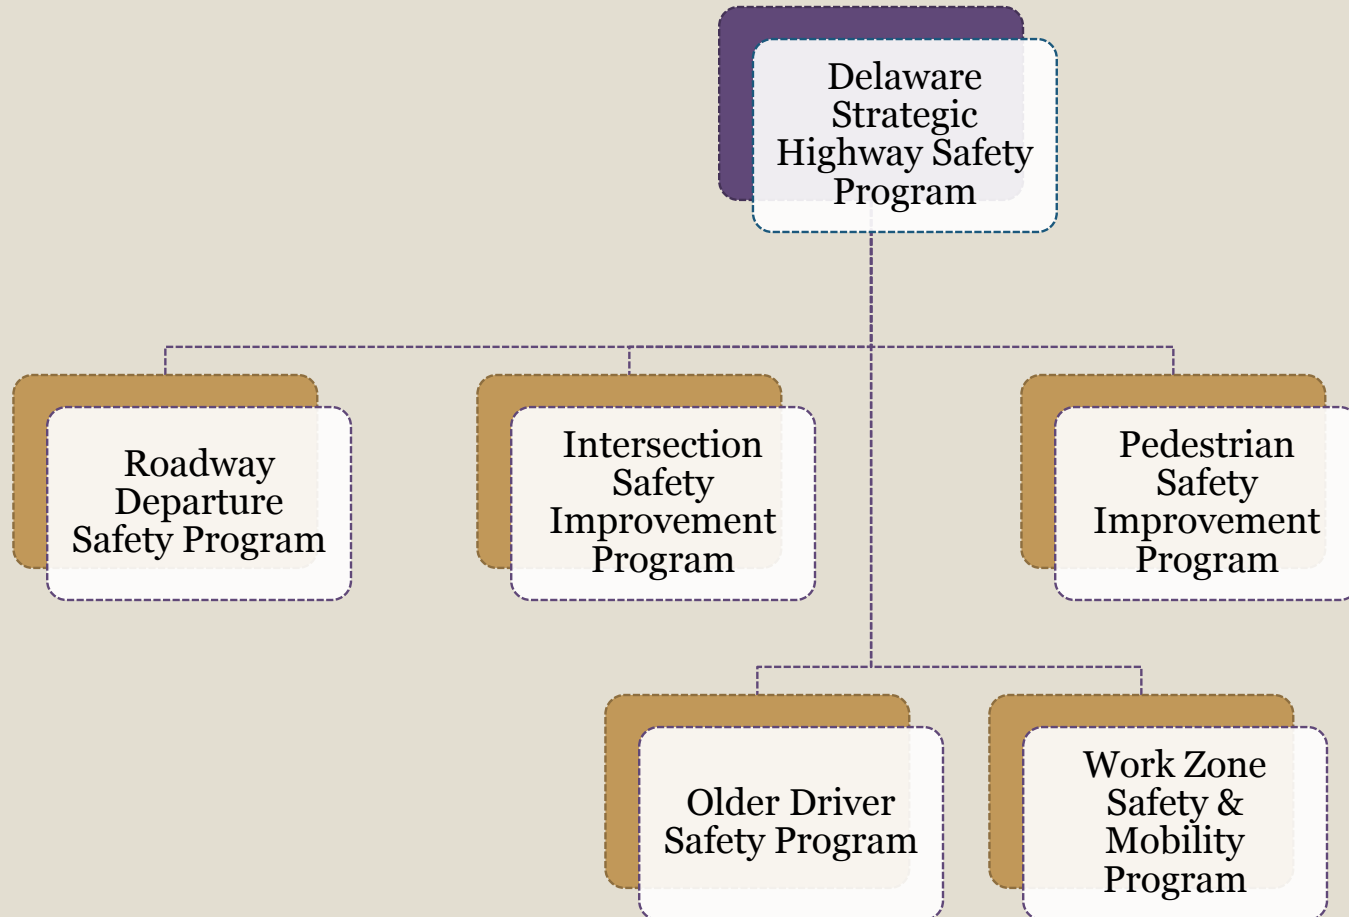 Delaware
Strategic
Highway Safety
Program
Roadway
Departure
Safety Program
Intersection
Safety
Improvement
Program
Pedestrian
Safety
Improvement
Program
Older Driver
Safety Program
Work Zone
Safety &
Mobility
Program